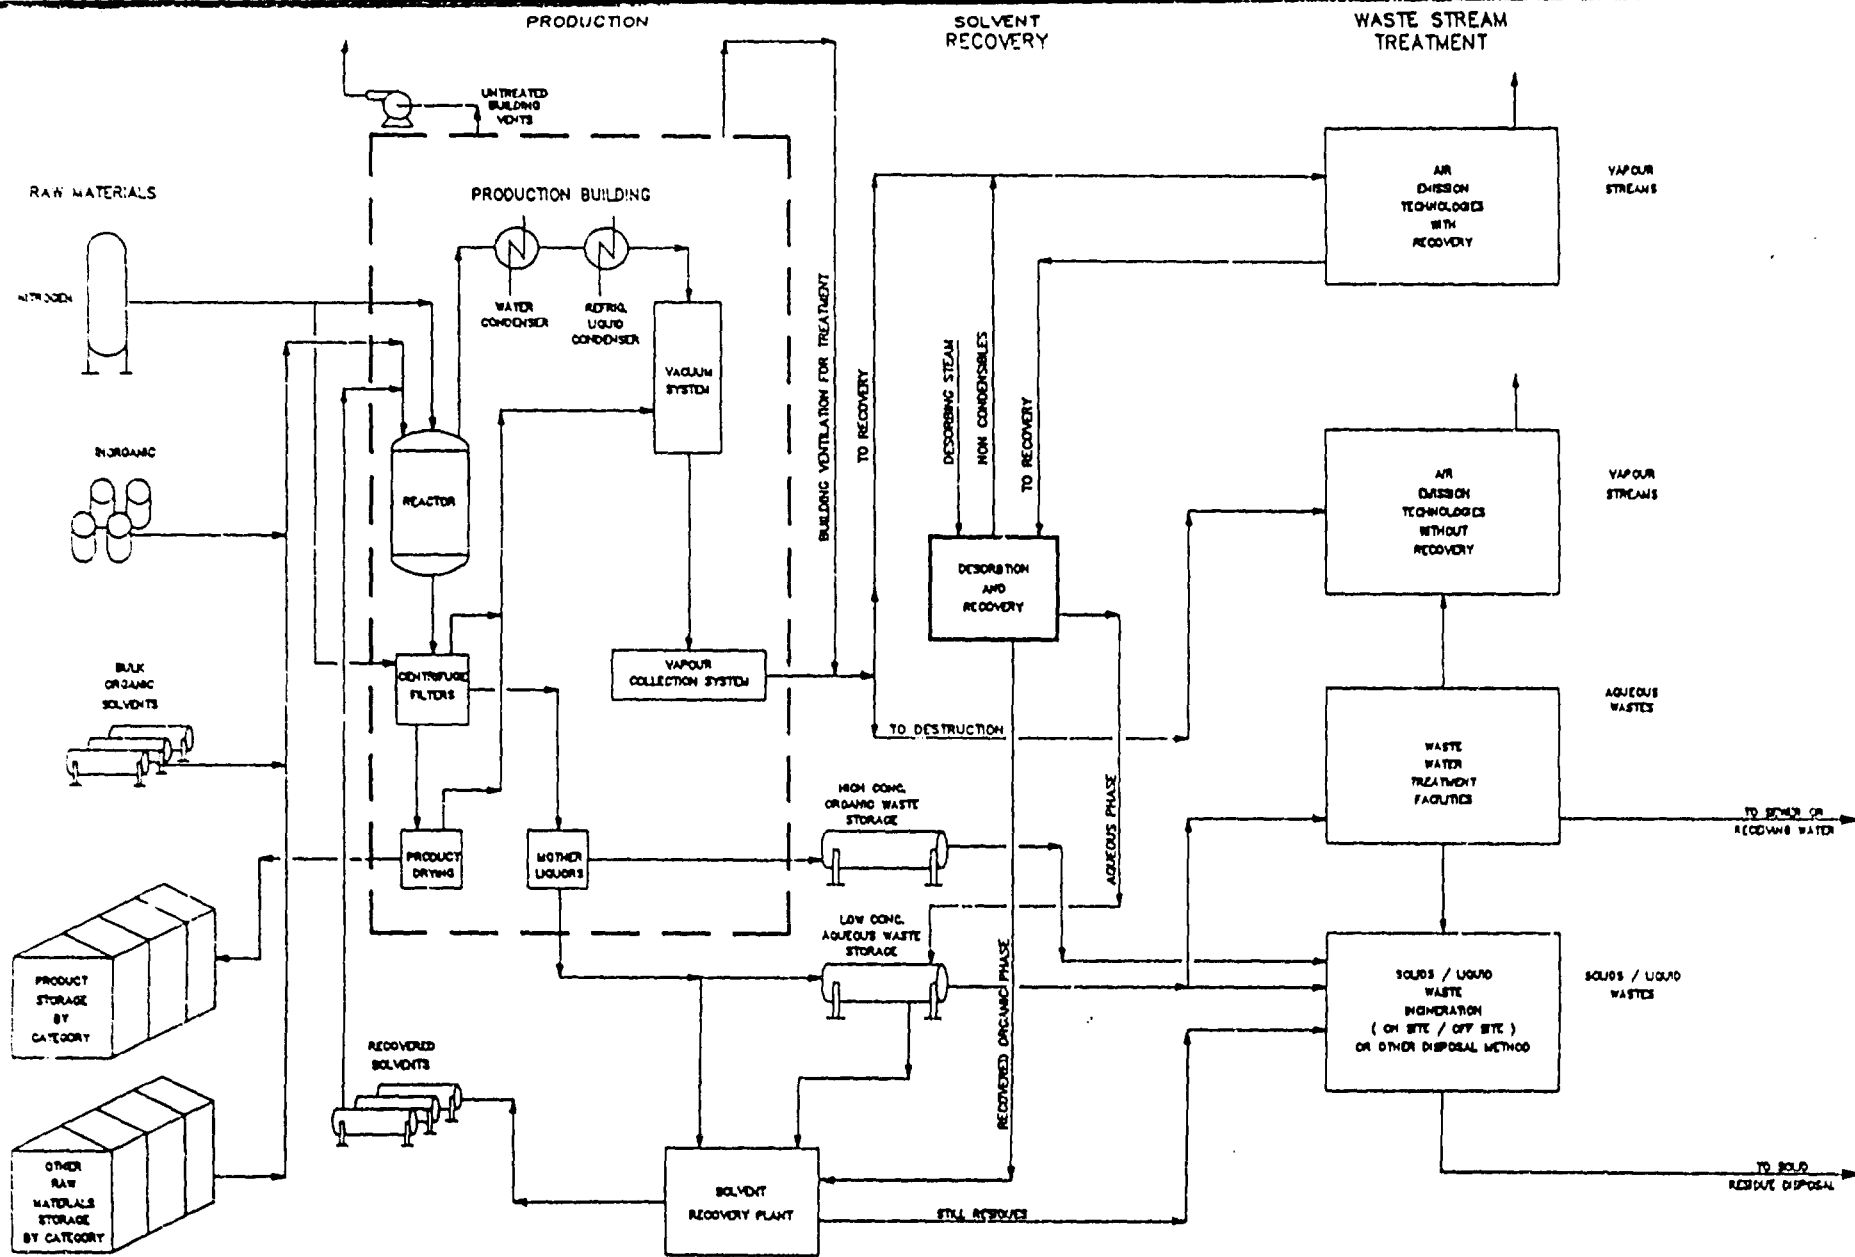 PRODUCTION
SOLVENT
RECOVERY
WASTE STREAM
TREATMENT
UNTREATED
BUILDING
VENTS
RAW MATERIALS
PRODUCTION BUILDING
NITROGEN
WATER
CONDENSER
REFRIG.
LIQUID
CONDENSER
VACUUM
SYSTEM
INORGANIC
REACTOR
BULK
ORGANIC
SOLVENTS
CENTRIFUGE
FILTERS
VAPOUR
COLLECTION SYSTEM
PRODUCT
DRYING
MOTHER
LIQUORS
PRODUCT
STORAGE
BY
CATEGORY
OTHER
RAW
MATERIALS
STORAGE
BY CATEGORY
RECOVERED
SOLVENTS
BUILDING VENTILATION FOR TREATMENT
TO RECOVERY
DESORBING STEAM
NON CONDENSIBLES
TO RECOVERY
DESORBTION
AND
RECOVERY
TO DESTRUCTION
HIGH CONC.
ORGANIC WASTE
STORAGE
LOW CONC.
AQUEOUS WASTE
STORAGE
AQUEOUS PHASE
RECOVERED ORGANIC PHASE
SOLVENT
RECOVERY PLANT
STILL RESIDUES
AIR
EMISSION
TECHNOLOGIES
WITH
RECOVERY
VAPOUR
STREAMS
AIR
EMISSION
TECHNOLOGIES
WITHOUT
RECOVERY
VAPOUR
STREAMS
AQUEOUS
WASTES
WASTE
WATER
TREATMENT
FACILITIES
TO SEWER OR
RECEIVING WATER
SOLIDS / LIQUID
WASTE
INCINERATION
( ON SITE / OFF SITE )
OR OTHER DISPOSAL METHOD
SOLIDS / LIQUID
WASTES
TO SOLID
RESIDUE DISPOSAL